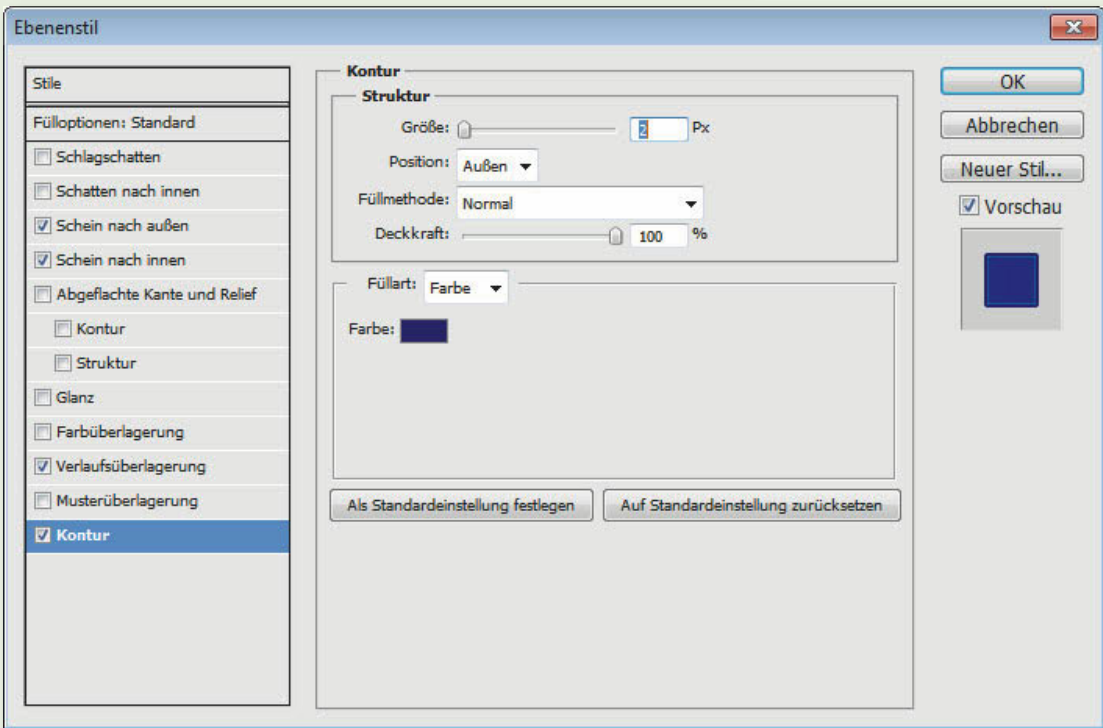 Ebenenstil
Stile
Fülloptionen: Standard
Schlagschatten
Schatten nach innen
Schein nach außen
Schein nach innen
Abgeflachte Kante und Relief
Kontur
Struktur
Glanz
Farbüberlagerung
Verlaufsüberlagerung
Musterüberlagerung
Kontur
Kontur
Struktur
Größe: 2 Px
Position: Außen
Füllmethode: Normal
Deckkraft: 100 %
Füllart: Farbe
Farbe:
Als Standardeinstellung festlegen
Auf Standardeinstellung zurücksetzen
OK
Abbrechen
Neuer Stil...
Vorschau